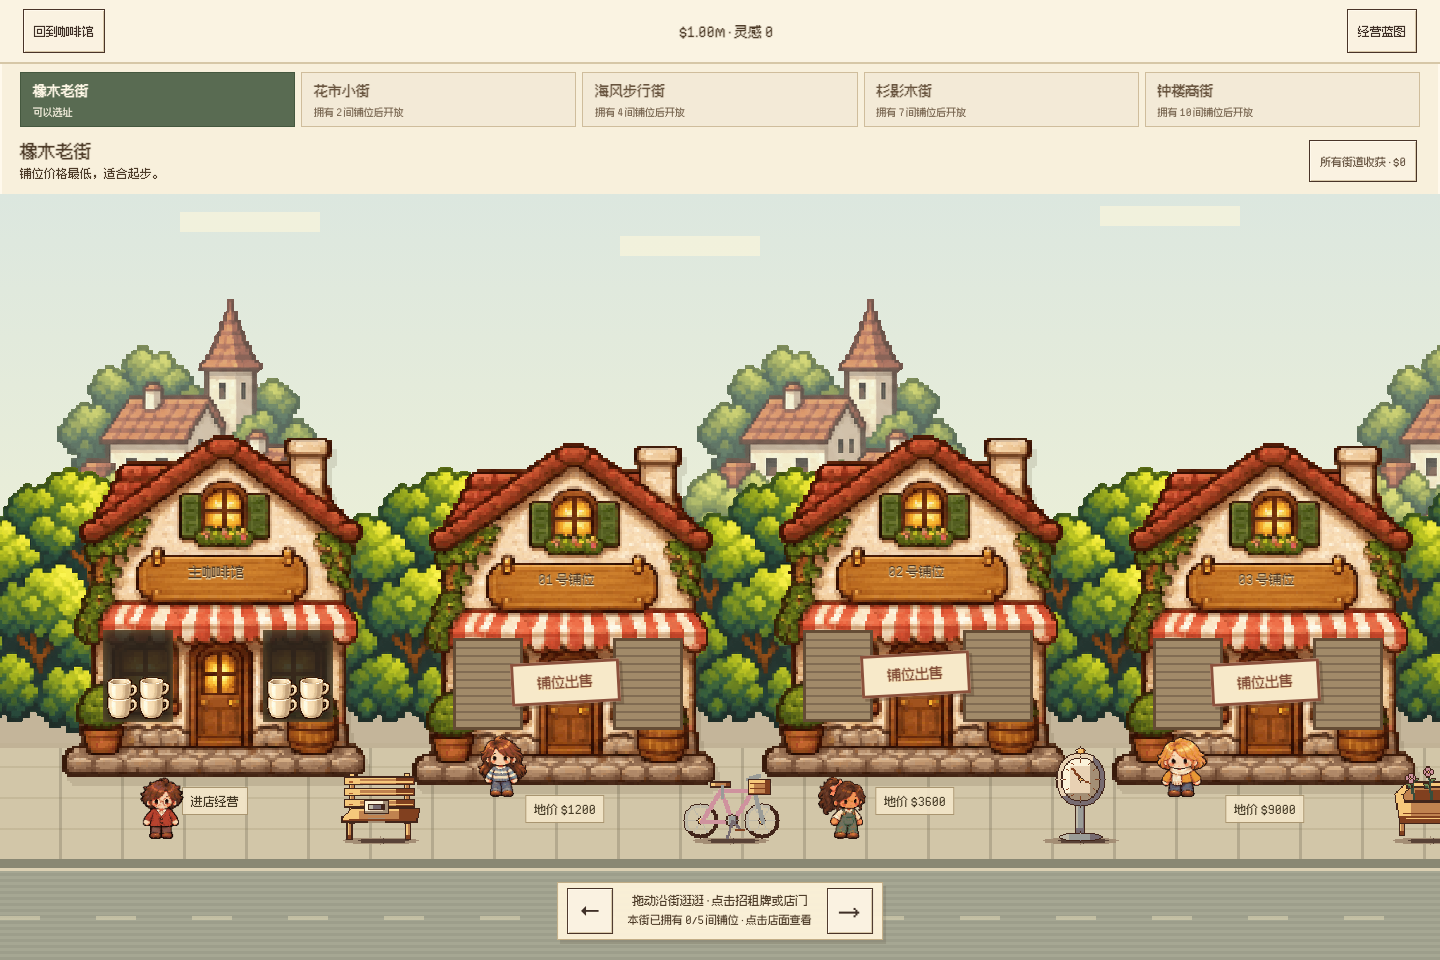 回到咖啡馆
$1.00M · 灵感 0
经营蓝图
橡木老街
可以选址
花市小街
拥有 2 间铺位后开放
海风步行街
拥有 4 间铺位后开放
杉影木街
拥有 7 间铺位后开放
钟楼商街
拥有 10 间铺位后开放
橡木老街
铺位价格最低，适合起步。
所有街道收获 · $0
主咖啡馆
01 号铺位
02 号铺位
03 号铺位
铺位出售
铺位出售
铺位出售
进店经营
地价 $1200
地价 $3600
地价 $9000
←
拖动沿街逛逛 · 点击招租牌或店门
本街已拥有 0/5 间铺位 · 点击店面查看
→